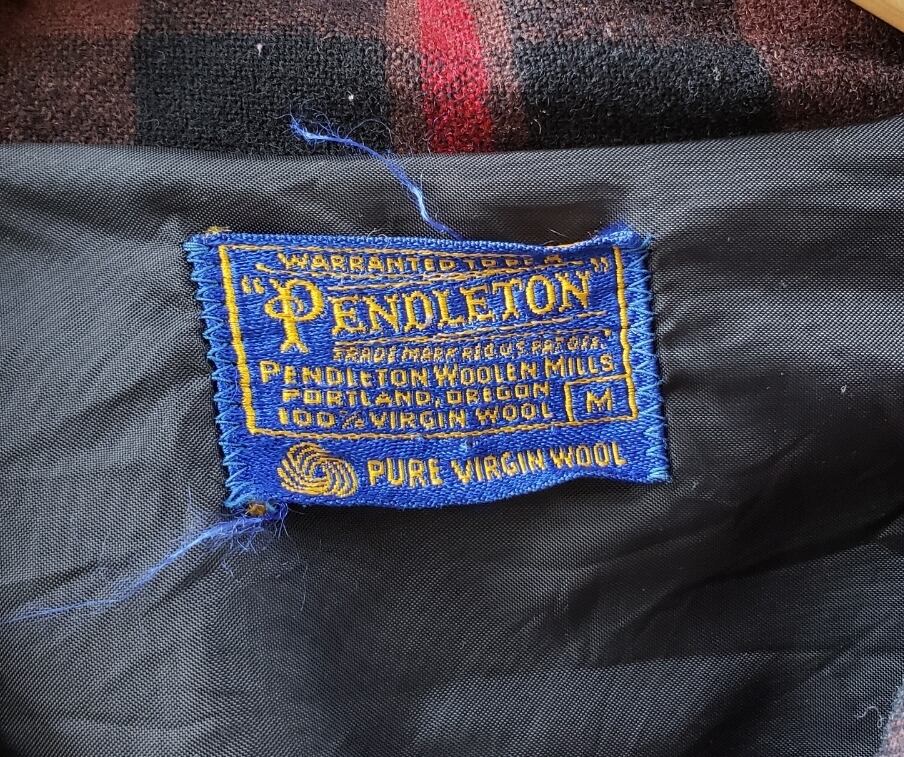 WARRANTED TO BE A
"PENDLETON"
TRADE MARK REG. U.S. PAT. OFF.
PENDLETON WOOLEN MILLS
PORTLAND, OREGON
100% VIRGIN WOOL
M
PURE VIRGIN WOOL